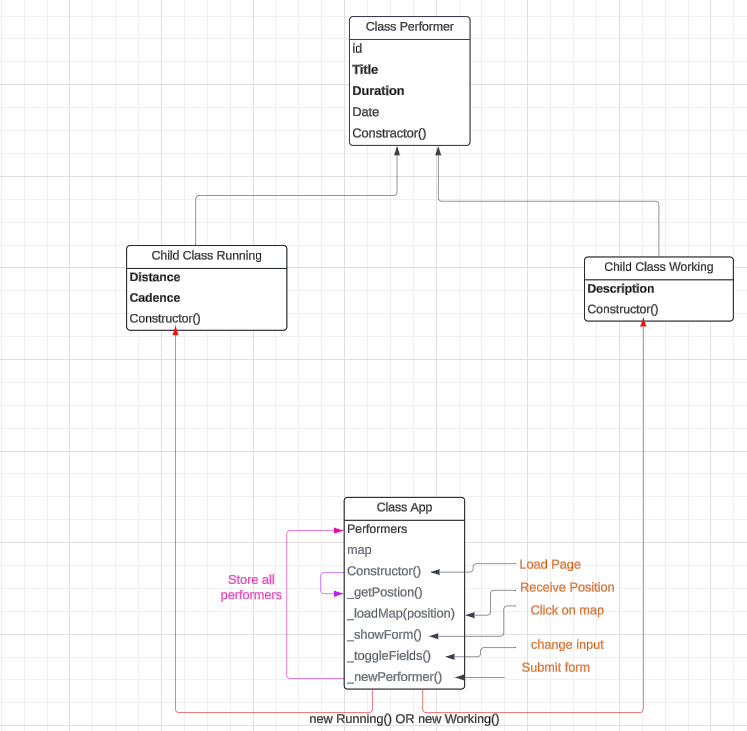 Class Performer
id
Title
Duration
Date
Constractor()
Child Class Running
Distance
Cadence
Constructor()
Child Class Working
Description
Constructor()
Class App
Performers
map
Constructor()
_getPostion()
_loadMap(position)
_showForm()
_toggleFields()
_newPerformer()
Store all
performers
Load Page
Receive Position
Click on map
change input
Submit form
new Running() OR new Working()